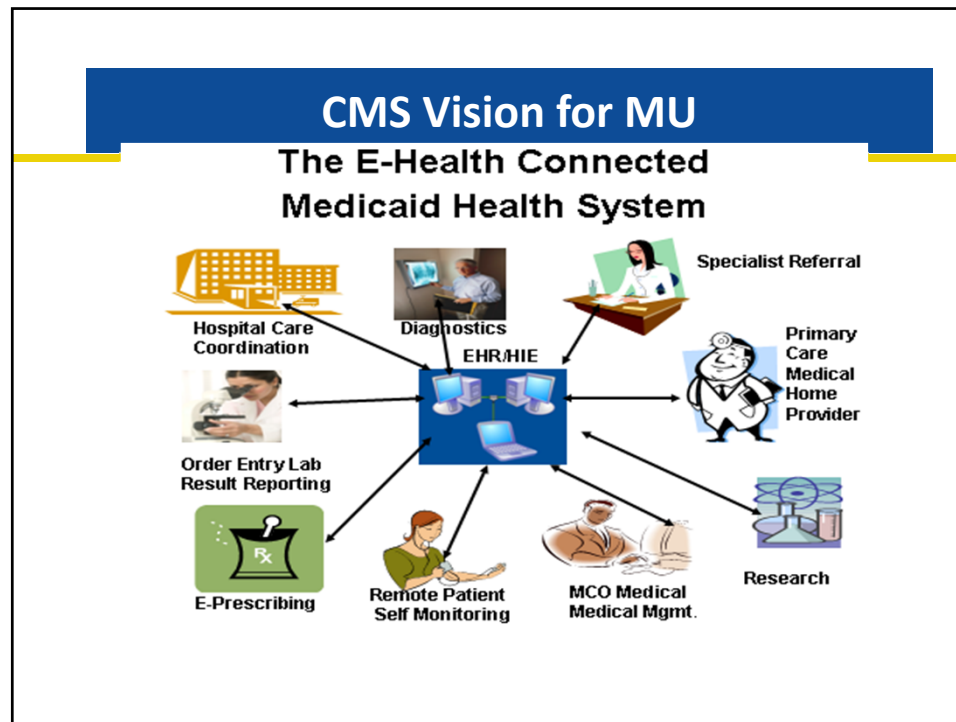 CMS Vision for MU
The E-Health Connected
Medicaid Health System
Specialist Referral
Hospital Care
Coordination
Diagnostics
EHR/HIE
Primary
Care
Medical
Home
Provider
Order Entry Lab
Result Reporting
Rx
E-Prescribing
Remote Patient
Self Monitoring
MCO Medical
Medical Mgmt.
Research